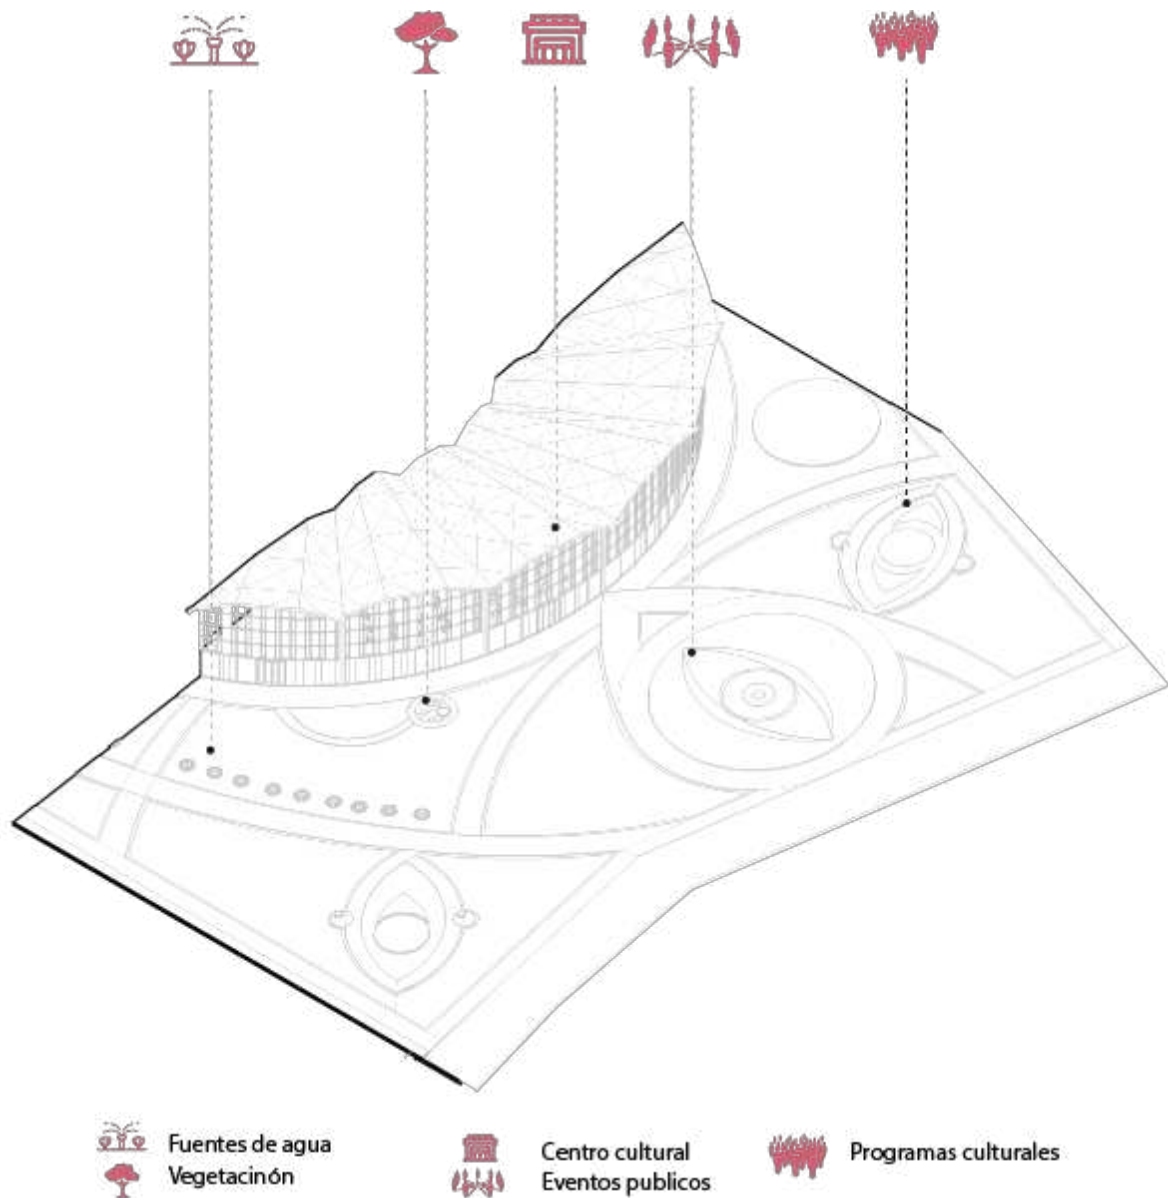 Fuentes de agua
Vegetacinón
Centro cultural
Eventos publicos
Programas culturales